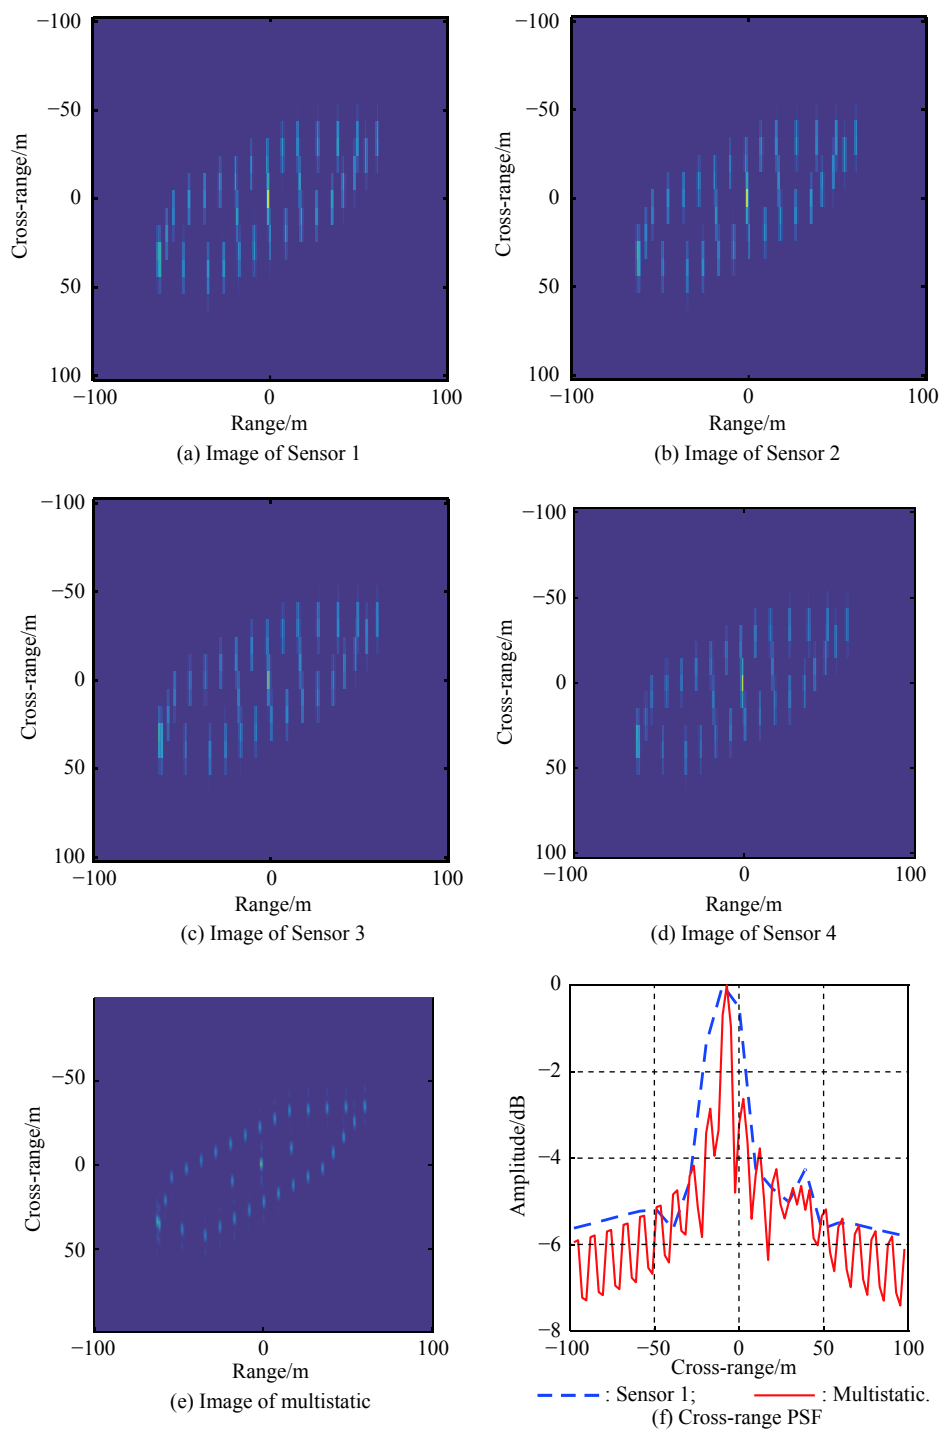 −100
−50
0
50
100
Cross-range/m
−100
0
100
Range/m
(a) Image of Sensor 1
−100
−50
0
50
100
Cross-range/m
−100
0
100
Range/m
(b) Image of Sensor 2
−100
−50
0
50
100
Cross-range/m
−100
0
100
Range/m
(c) Image of Sensor 3
−100
−50
0
50
100
Cross-range/m
−100
0
100
Range/m
(d) Image of Sensor 4
−50
0
50
Cross-range/m
−100
0
100
Range/m
(e) Image of multistatic
0
−2
−4
−6
−8
Amplitude/dB
−100
−50
0
50
100
Cross-range/m
: Sensor 1;
: Multistatic.
(f) Cross-range PSF